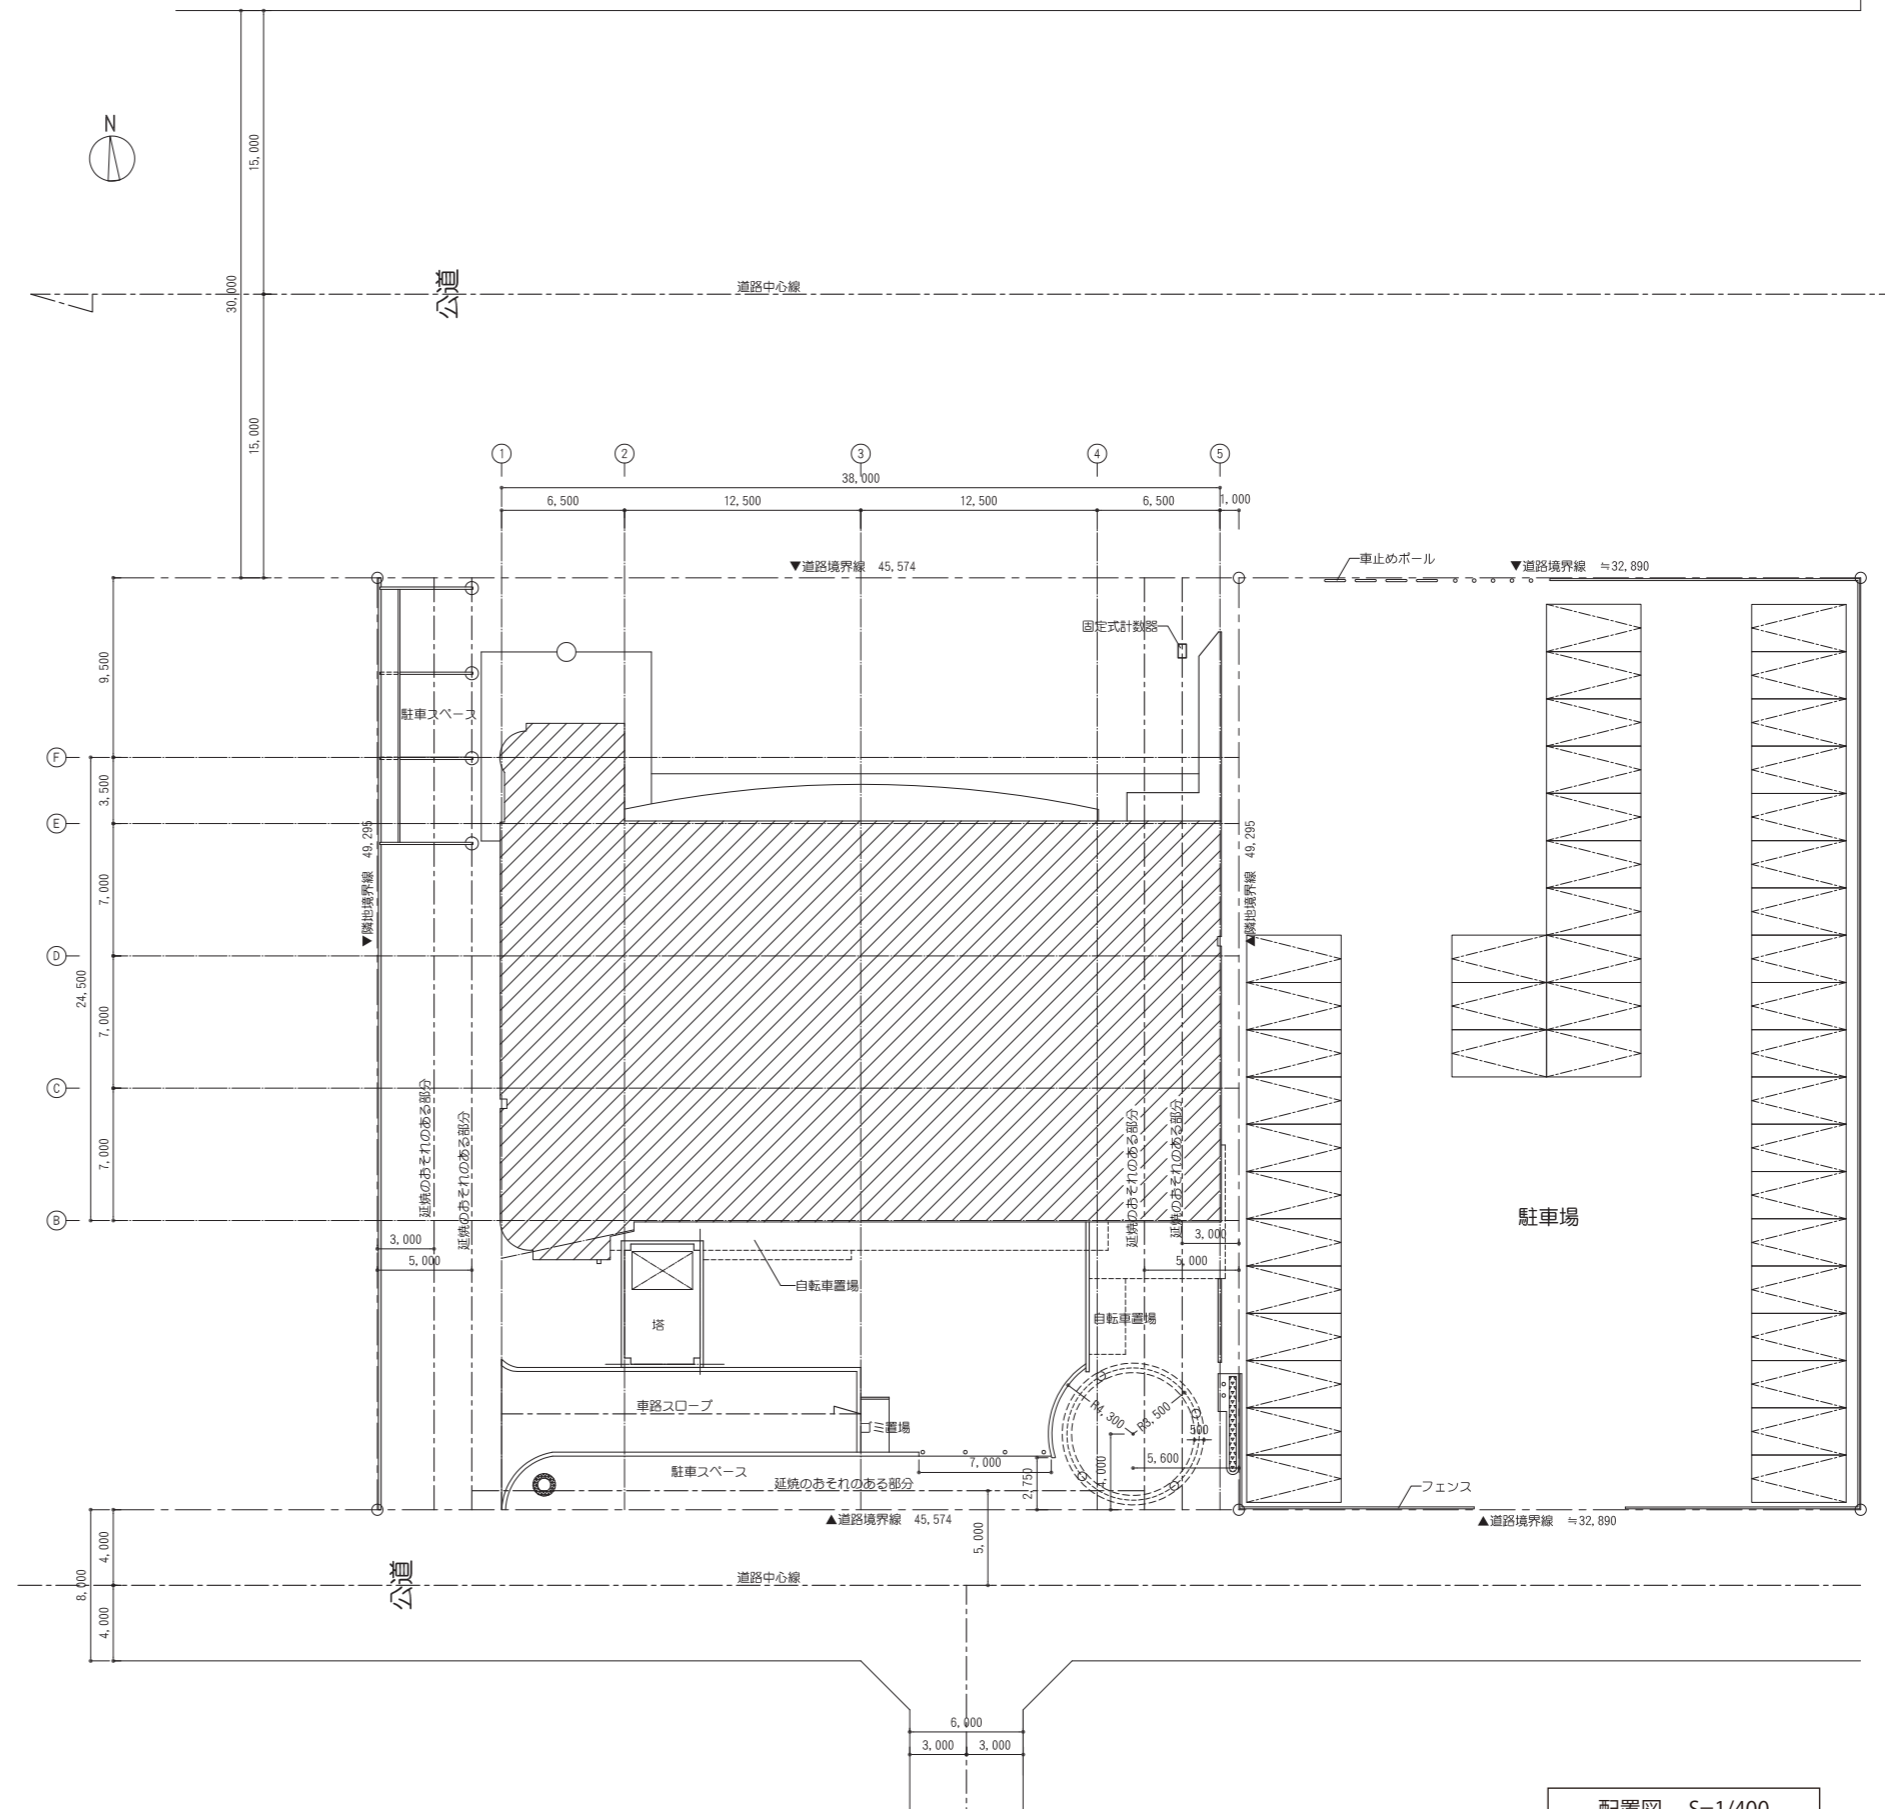 N
15,000
30,000
15,000
公道
道路中心線
1
2
3
4
5
38,000
6,500
12,500
12,500
6,500
1,000
▼道路境界線 45,574
車止めポール
▼道路境界線 ≒32,890
固定式計数器
駐車スペース
9,500
F
3,500
E
7,000
D
24,500
7,000
C
7,000
B
▼隣地境界線 49,295
▼隣地境界線 49,295
延焼のおそれのある部分
延焼のおそれのある部分
延焼のおそれのある部分
延焼のおそれのある部分
3,000
5,000
3,000
5,000
駐車場
自転車置場
自転車置場
塔
車路スロープ
ゴミ置場
R4,300
R3,500
500
5,600
4,000
7,000
2,750
駐車スペース
延焼のおそれのある部分
フェンス
▲道路境界線 45,574
▲道路境界線 ≒32,890
5,000
4,000
8,000
4,000
公道
道路中心線
6,000
3,000
3,000
配置図 S=1/400